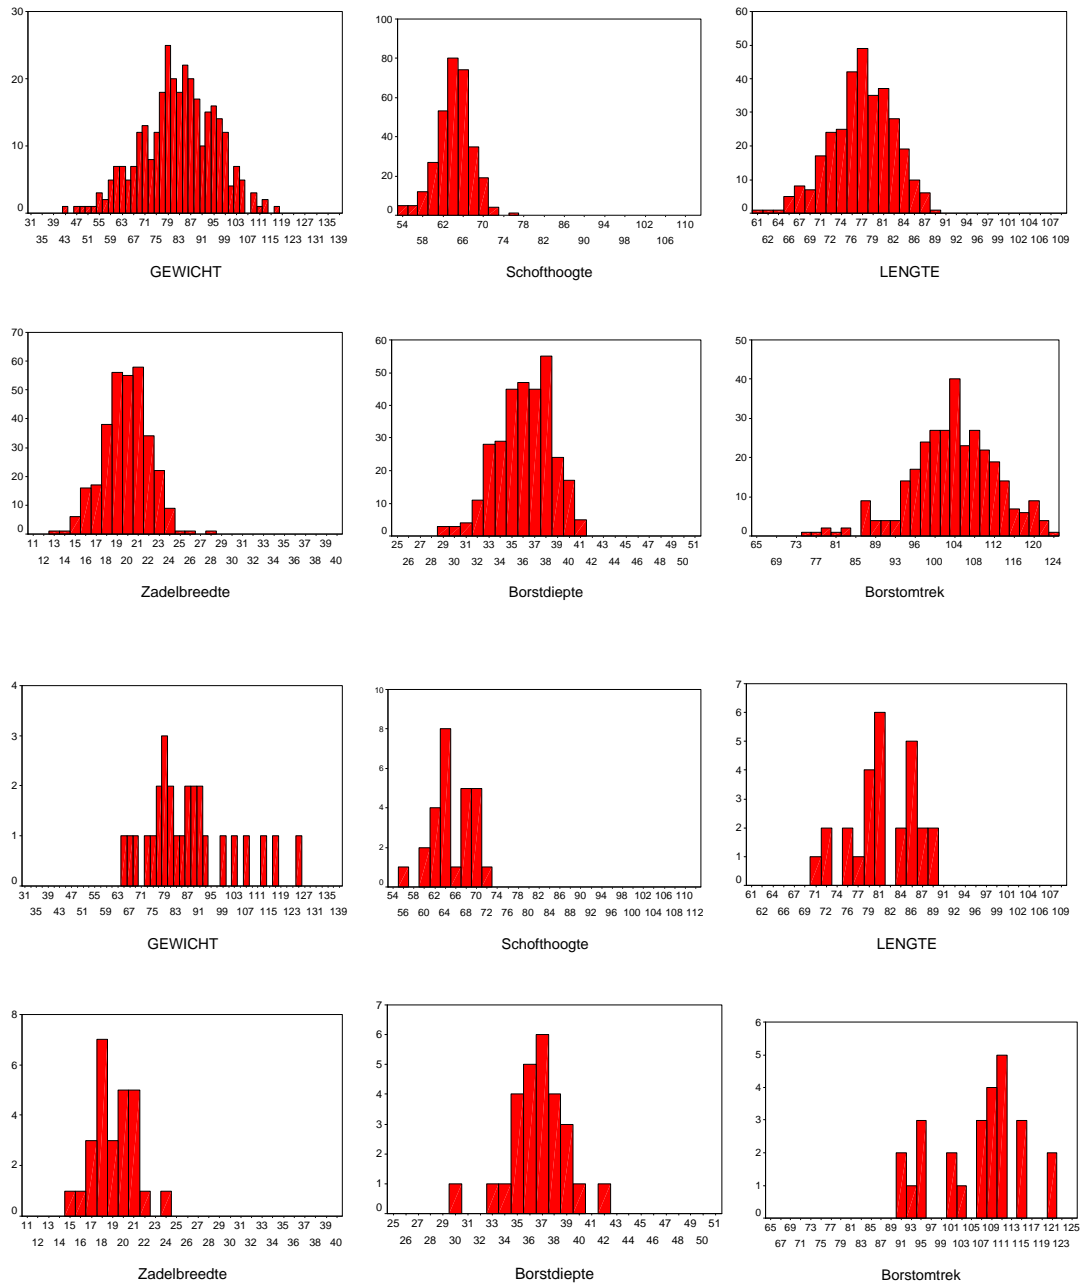 30
20
10
0
31 39 47 55 63 71 79 87 95 103 111 119 127 135
35 43 51 59 67 75 83 91 99 107 115 123 131 139
GEWICHT
100
80
60
40
20
0
54 62 70 78 86 94 102 110
58 66 74 82 90 98 106
Schofthoogte
60
50
40
30
20
10
0
61 64 67 71 74 77 81 84 87 91 94 97 101 104 107
62 66 69 72 76 79 82 86 89 92 96 99 102 106 109
LENGTE
70
60
50
40
30
20
10
0
11 13 15 17 19 21 23 25 27 29 31 33 35 37 39
12 14 16 18 20 22 24 26 28 30 32 34 36 38 40
Zadelbreedte
60
50
40
30
20
10
0
25 27 29 31 33 35 37 39 41 43 45 47 49 51
26 28 30 32 34 36 38 40 42 44 46 48 50
Borstdiepte
50
40
30
20
10
0
65 73 81 89 96 104 112 120
69 77 85 93 100 108 116 124
Borstomtrek
4
3
2
1
0
31 39 47 55 63 71 79 87 95 103 111 119 127 135
35 43 51 59 67 75 83 91 99 107 115 123 131 139
GEWICHT
10
8
6
4
2
0
54 58 62 66 70 74 78 82 86 90 94 98 102 106 110
56 60 64 68 72 76 80 84 88 92 96 100 104 108 112
Schofthoogte
7
6
5
4
3
2
1
0
61 64 67 71 74 77 81 84 87 91 94 97 101 104 107
62 66 69 72 76 79 82 86 89 92 96 99 102 106 109
LENGTE
8
6
4
2
0
11 13 15 17 19 21 23 25 27 29 31 33 35 37 39
12 14 16 18 20 22 24 26 28 30 32 34 36 38 40
Zadelbreedte
7
6
5
4
3
2
1
0
25 27 29 31 33 35 37 39 41 43 45 47 49 51
26 28 30 32 34 36 38 40 42 44 46 48 50
Borstdiepte
6
5
4
3
2
1
0
65 69 73 77 81 85 89 93 97 101 105 109 113 117 121 125
67 71 75 79 83 87 91 95 99 103 107 111 115 119 123
Borstomtrek